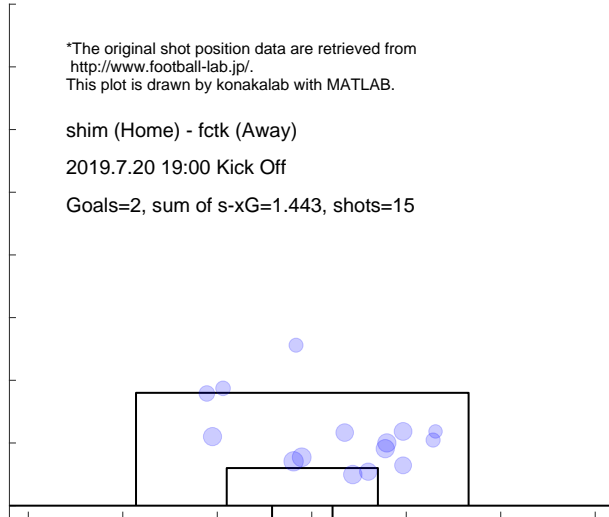 *The original shot position data are retrieved from
http://www.football-lab.jp/.
This plot is drawn by konakalab with MATLAB.
shim (Home) - fctk (Away)
2019.7.20 19:00 Kick Off
Goals=2, sum of s-xG=1.443, shots=15